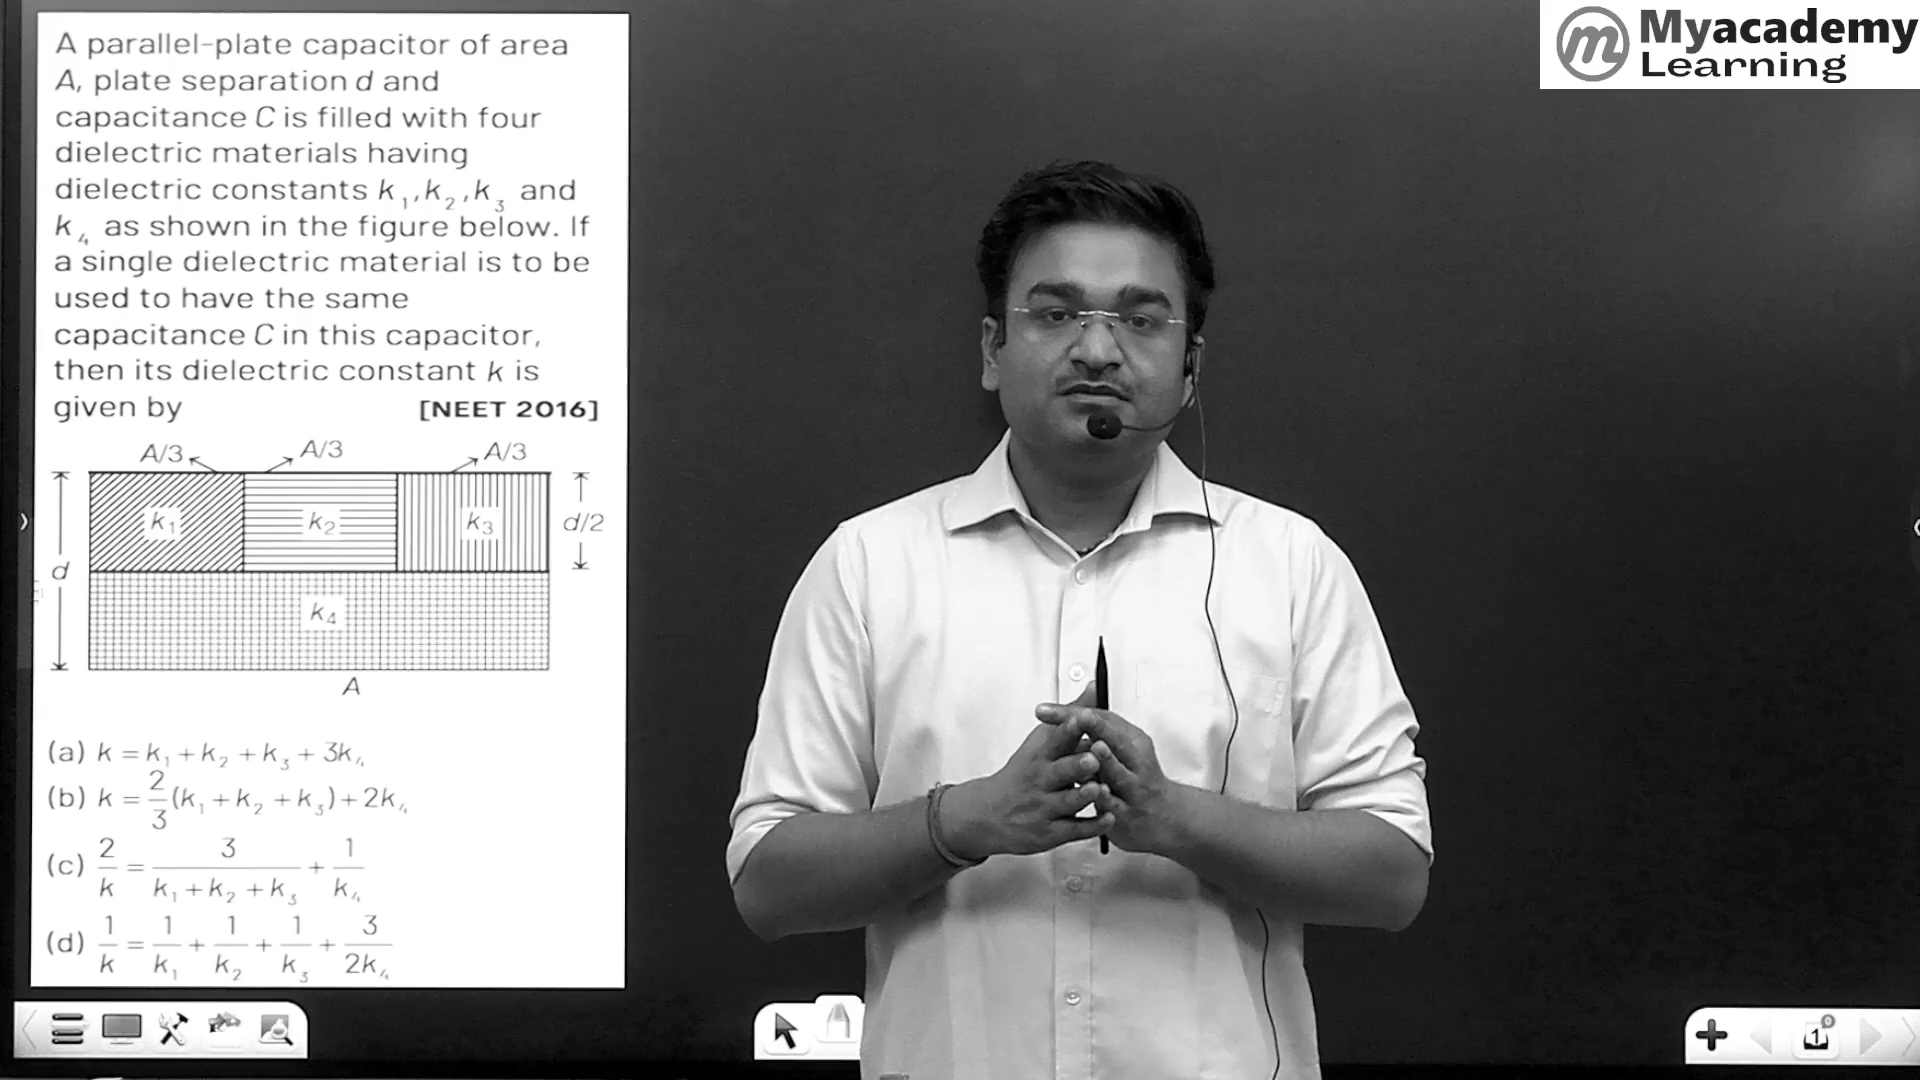 A parallel-plate capacitor of area
A, plate separation d and
capacitance C is filled with four
dielectric materials having
dielectric constants k₁, k₂, k₃ and
k₄ as shown in the figure below. If
a single dielectric material is to be
used to have the same
capacitance C in this capacitor,
then its dielectric constant k is
given by [NEET 2016]
A/3 A/3 A/3
k₁ k₂ k₃ d/2
d
k₄
A
(a) k = k₁ + k₂ + k₃ + 3k₄
(b) k = 2/3 (k₁ + k₂ + k₃) + 2k₄
(c) 2/k = 3/(k₁ + k₂ + k₃) + 1/k₄
(d) 1/k = 1/k₁ + 1/k₂ + 1/k₃ + 3/2k₄
m Myacademy
Learning
1
0